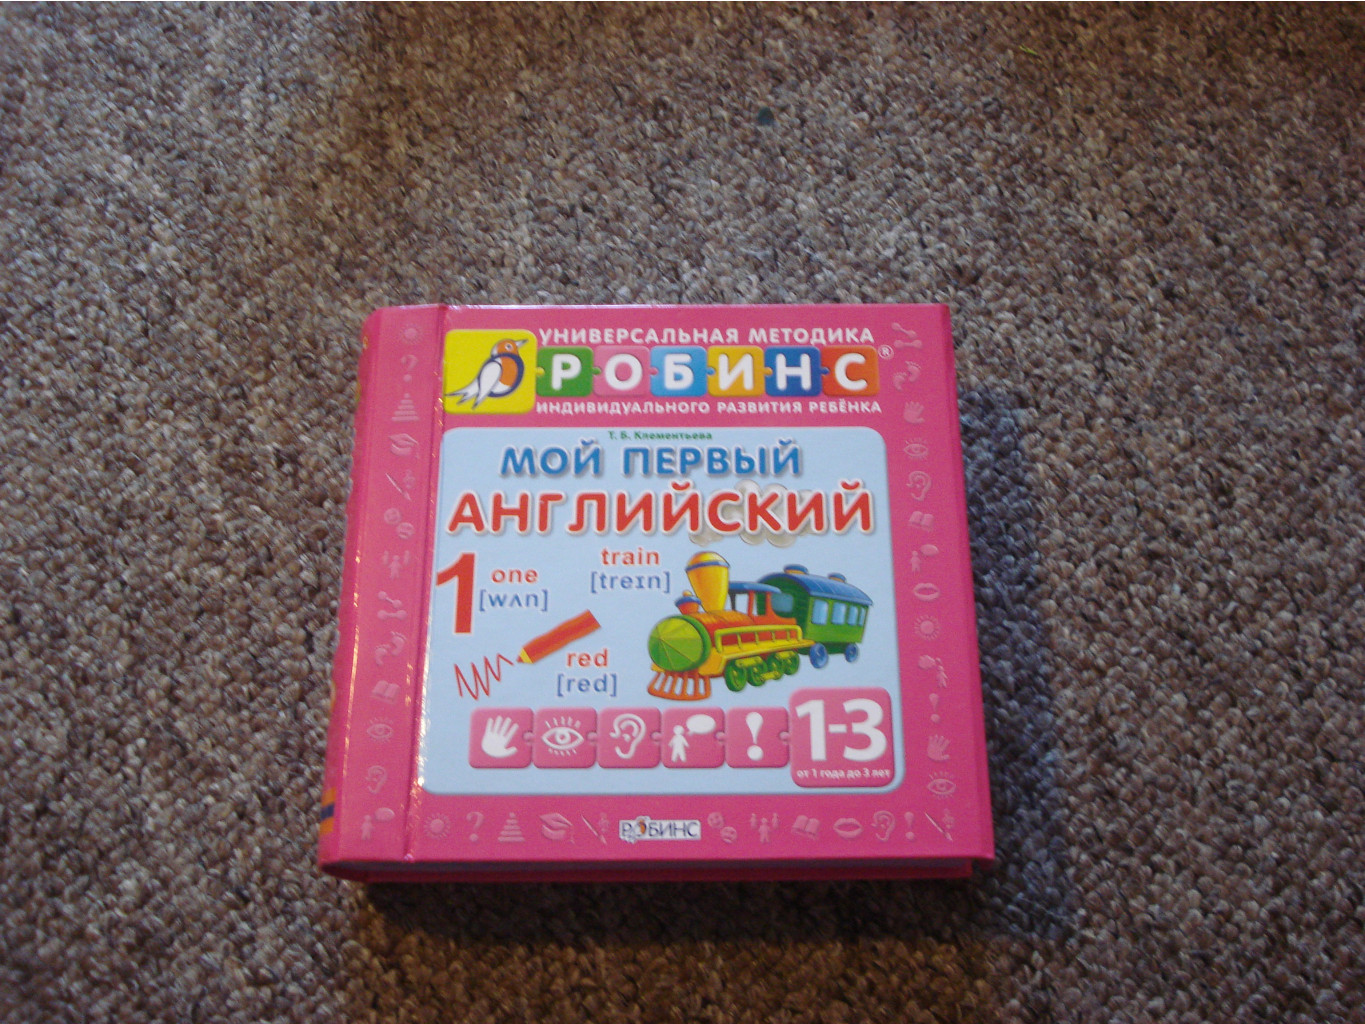 УНИВЕРСАЛЬНАЯ МЕТОДИКА
РОБИНС®
ИНДИВИДУАЛЬНОГО РАЗВИТИЯ РЕБЁНКА
Т. Б. Клементьева
МОЙ ПЕРВЫЙ
АНГЛИЙСКИЙ
1
one
[wʌn]
train
[treɪn]
red
[red]
1-3
от 1 года до 3 лет
РОБИНС